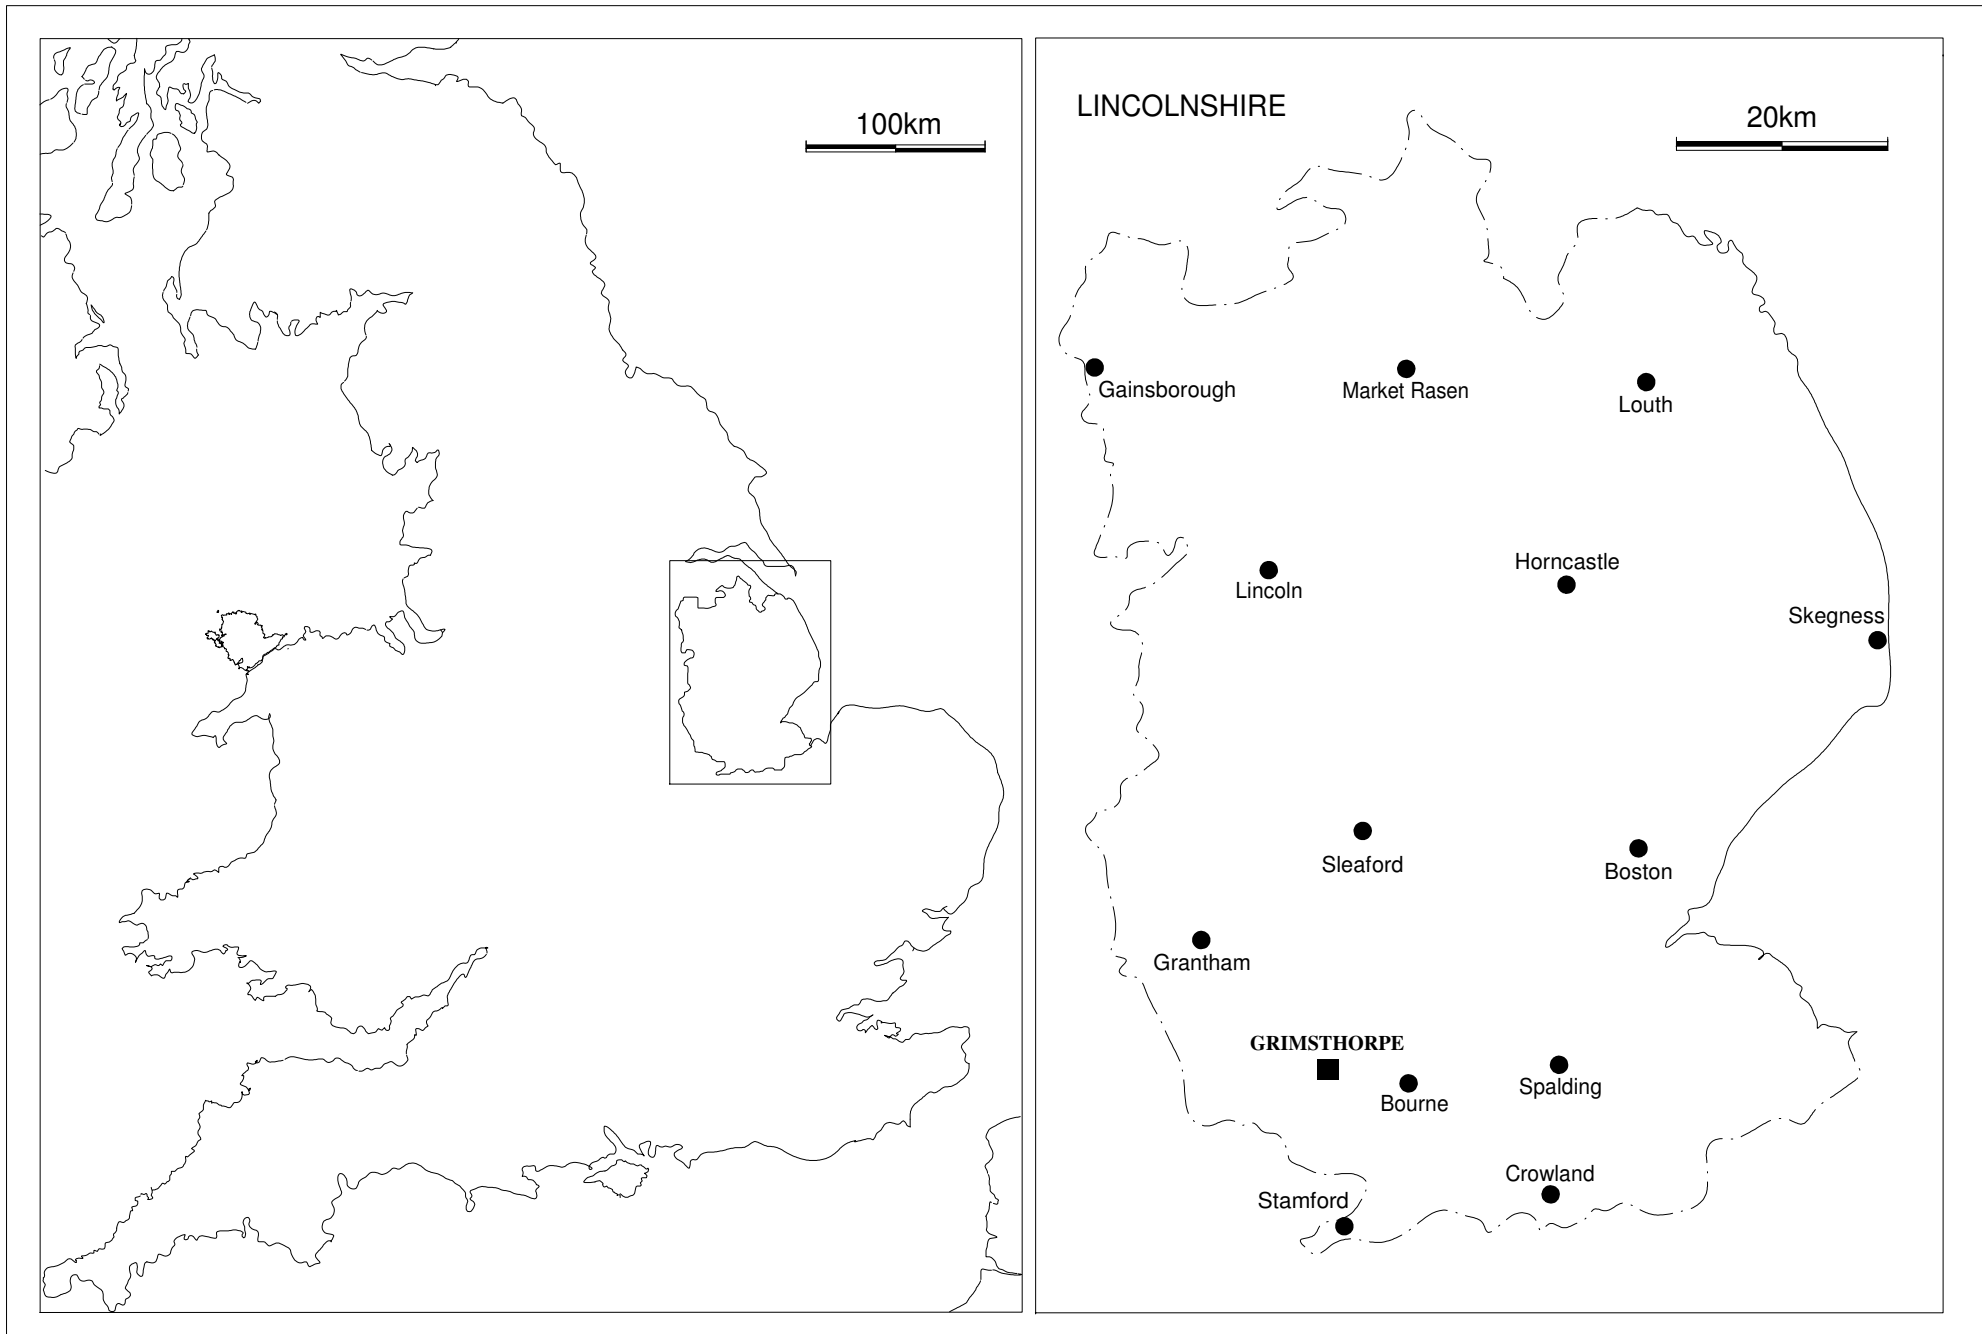 100km
LINCOLNSHIRE
20km
Gainsborough
Market Rasen
Louth
Horncastle
Lincoln
Skegness
Sleaford
Boston
Grantham
GRIMSTHORPE
Spalding
Bourne
Crowland
Stamford